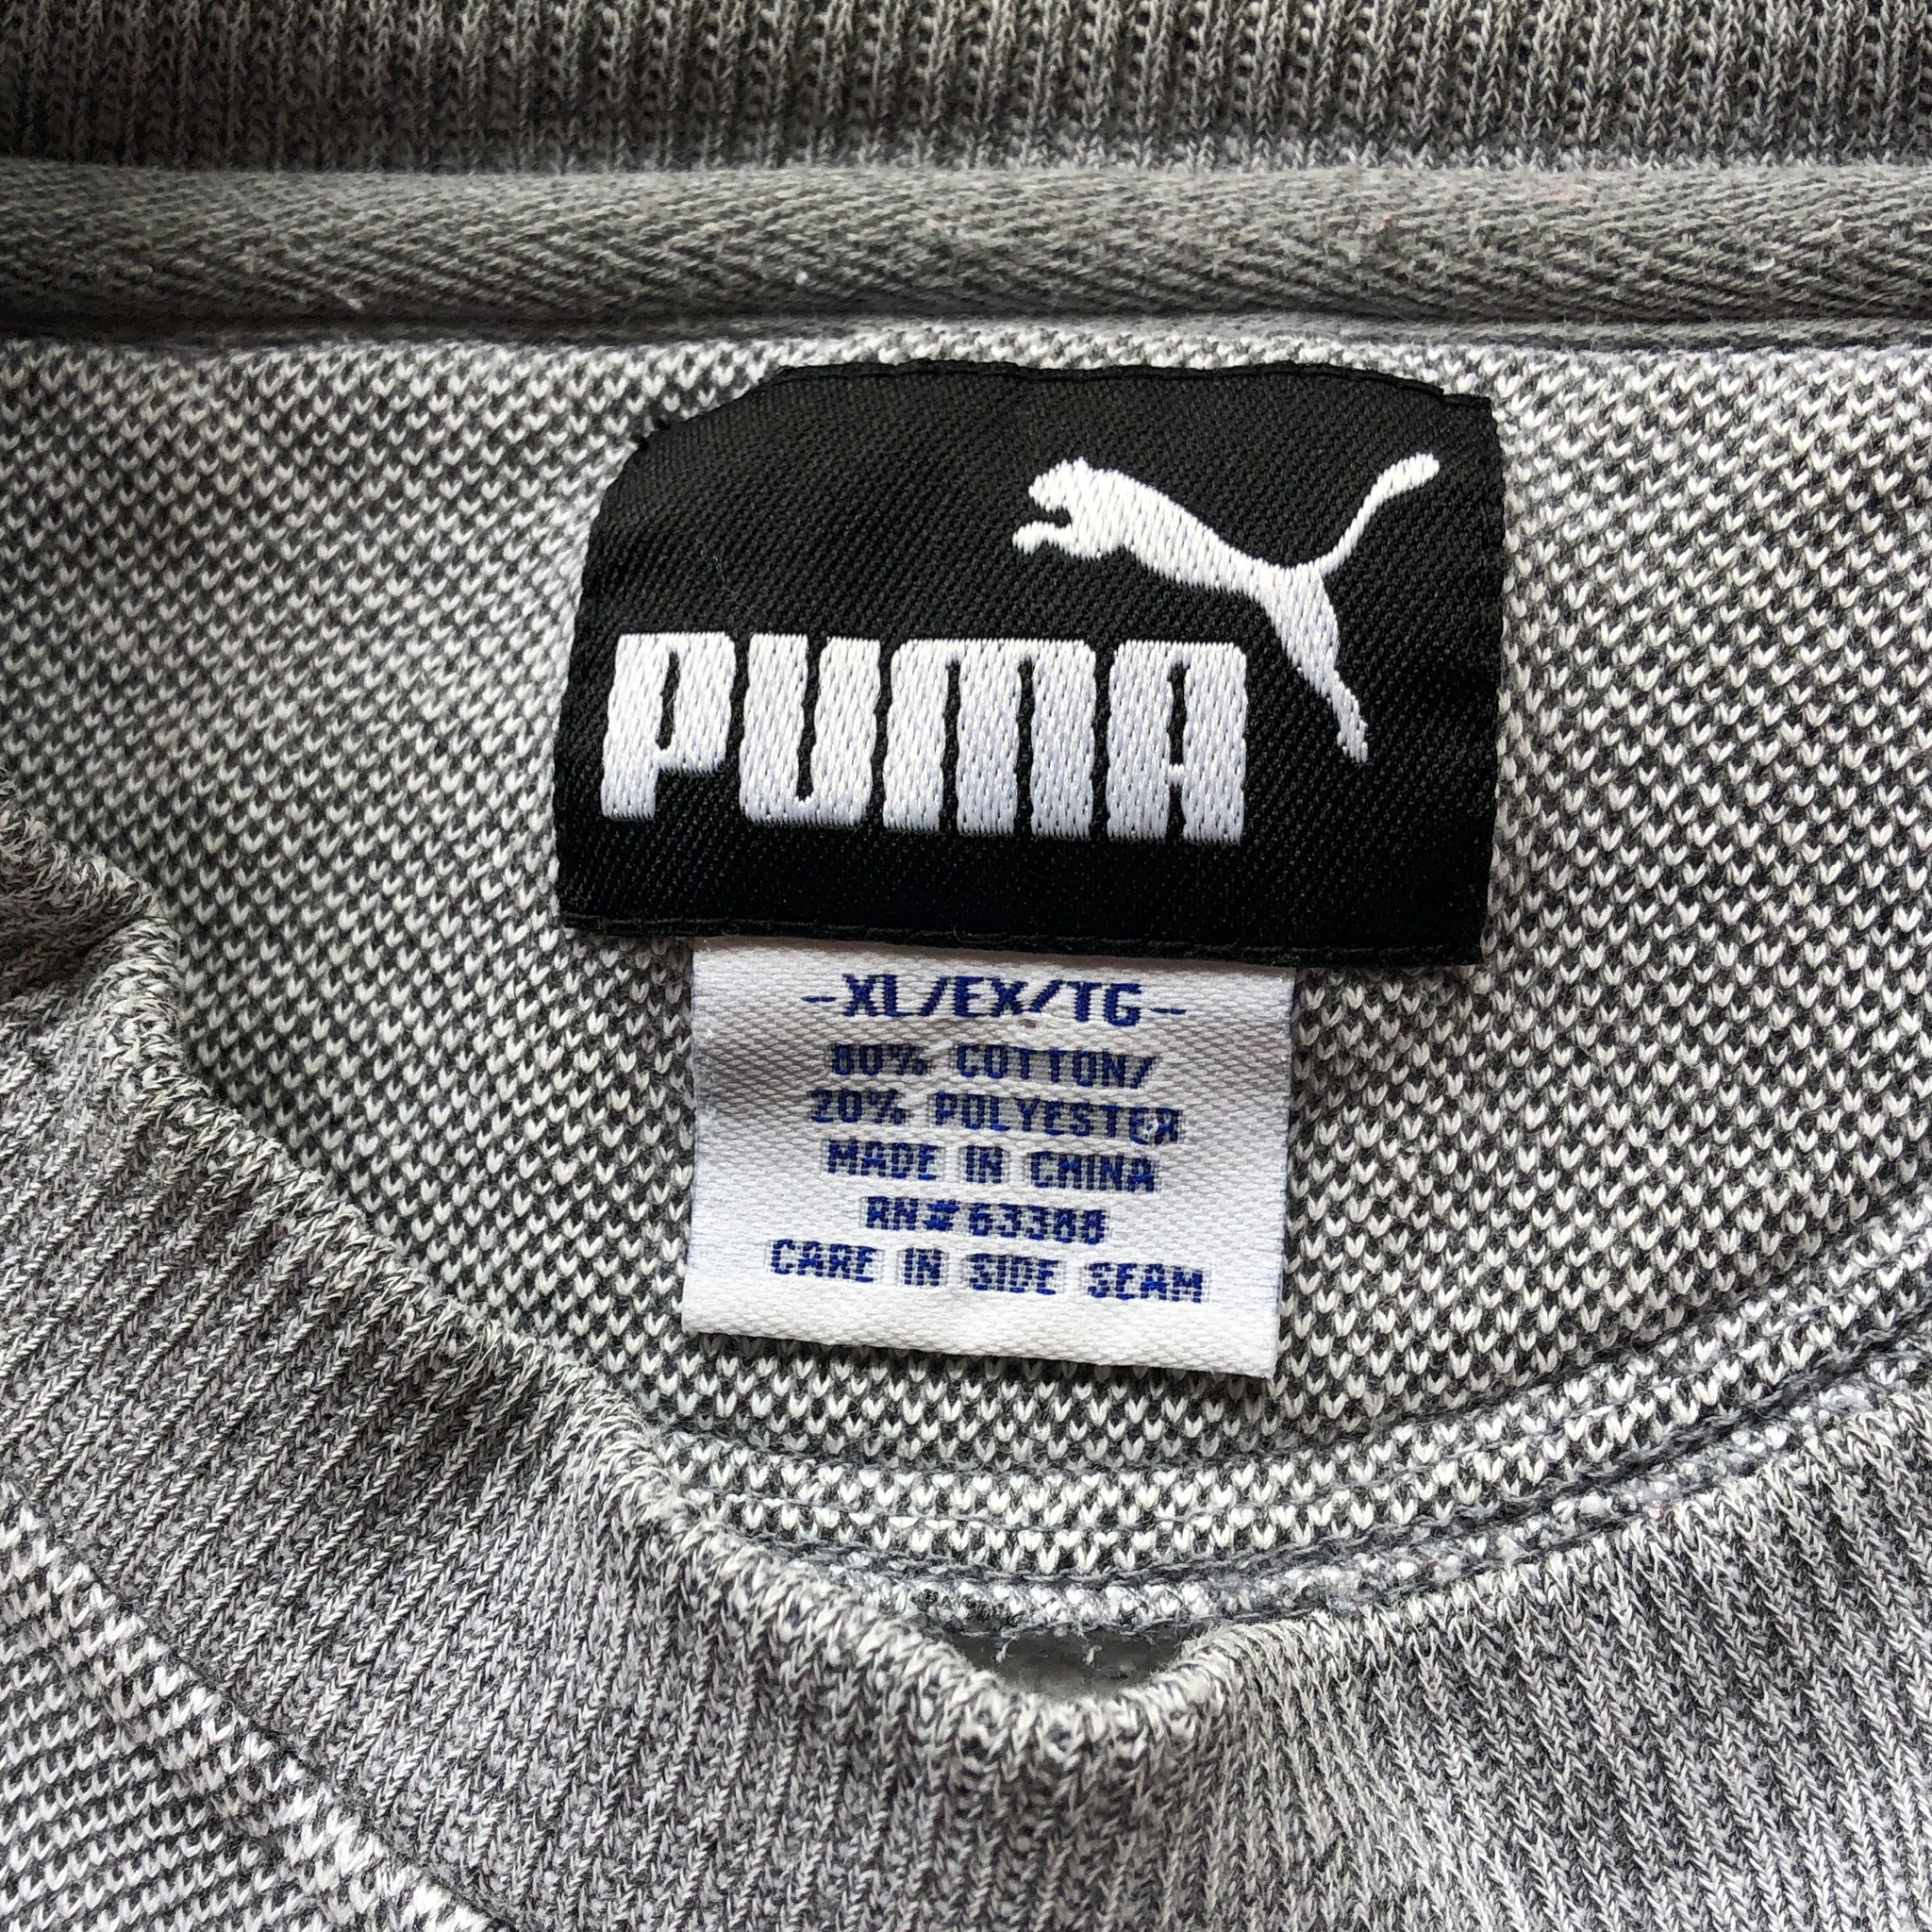 PUMA
-XL/EX/TG-
80% COTTON/
20% POLYESTER
MADE IN CHINA
RN# 63388
CARE IN SIDE SEAM